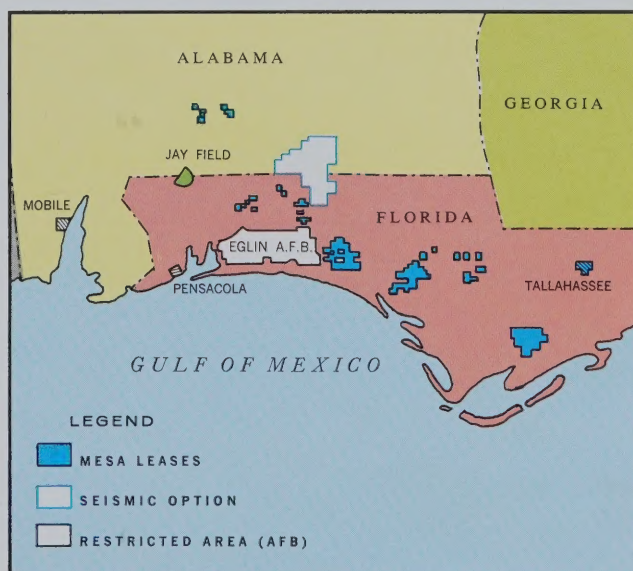 ALABAMA
GEORGIA
JAY FIELD
MOBILE
FLORIDA
EGLIN A.F.B.
PENSACOLA
TALLAHASSEE
GULF OF MEXICO
LEGEND
MESA LEASES
SEISMIC OPTION
RESTRICTED AREA (AFB)